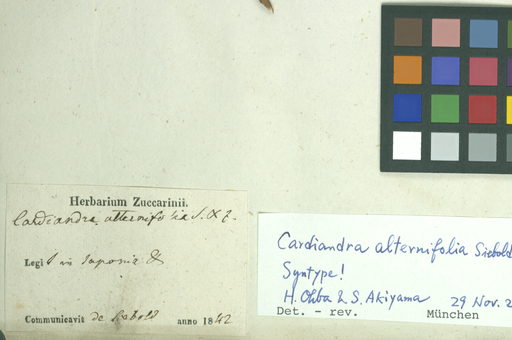 Herbarium Zuccarinii.
Cardiandra alternifolia S. & Z.
Legit in Japonia
Communicavit de Siebold anno 1842
Cardiandra alternifolia Siebold
Syntype!
H. Ohba & S. Akiyama 29 Nov. 2
Det. - rev. München